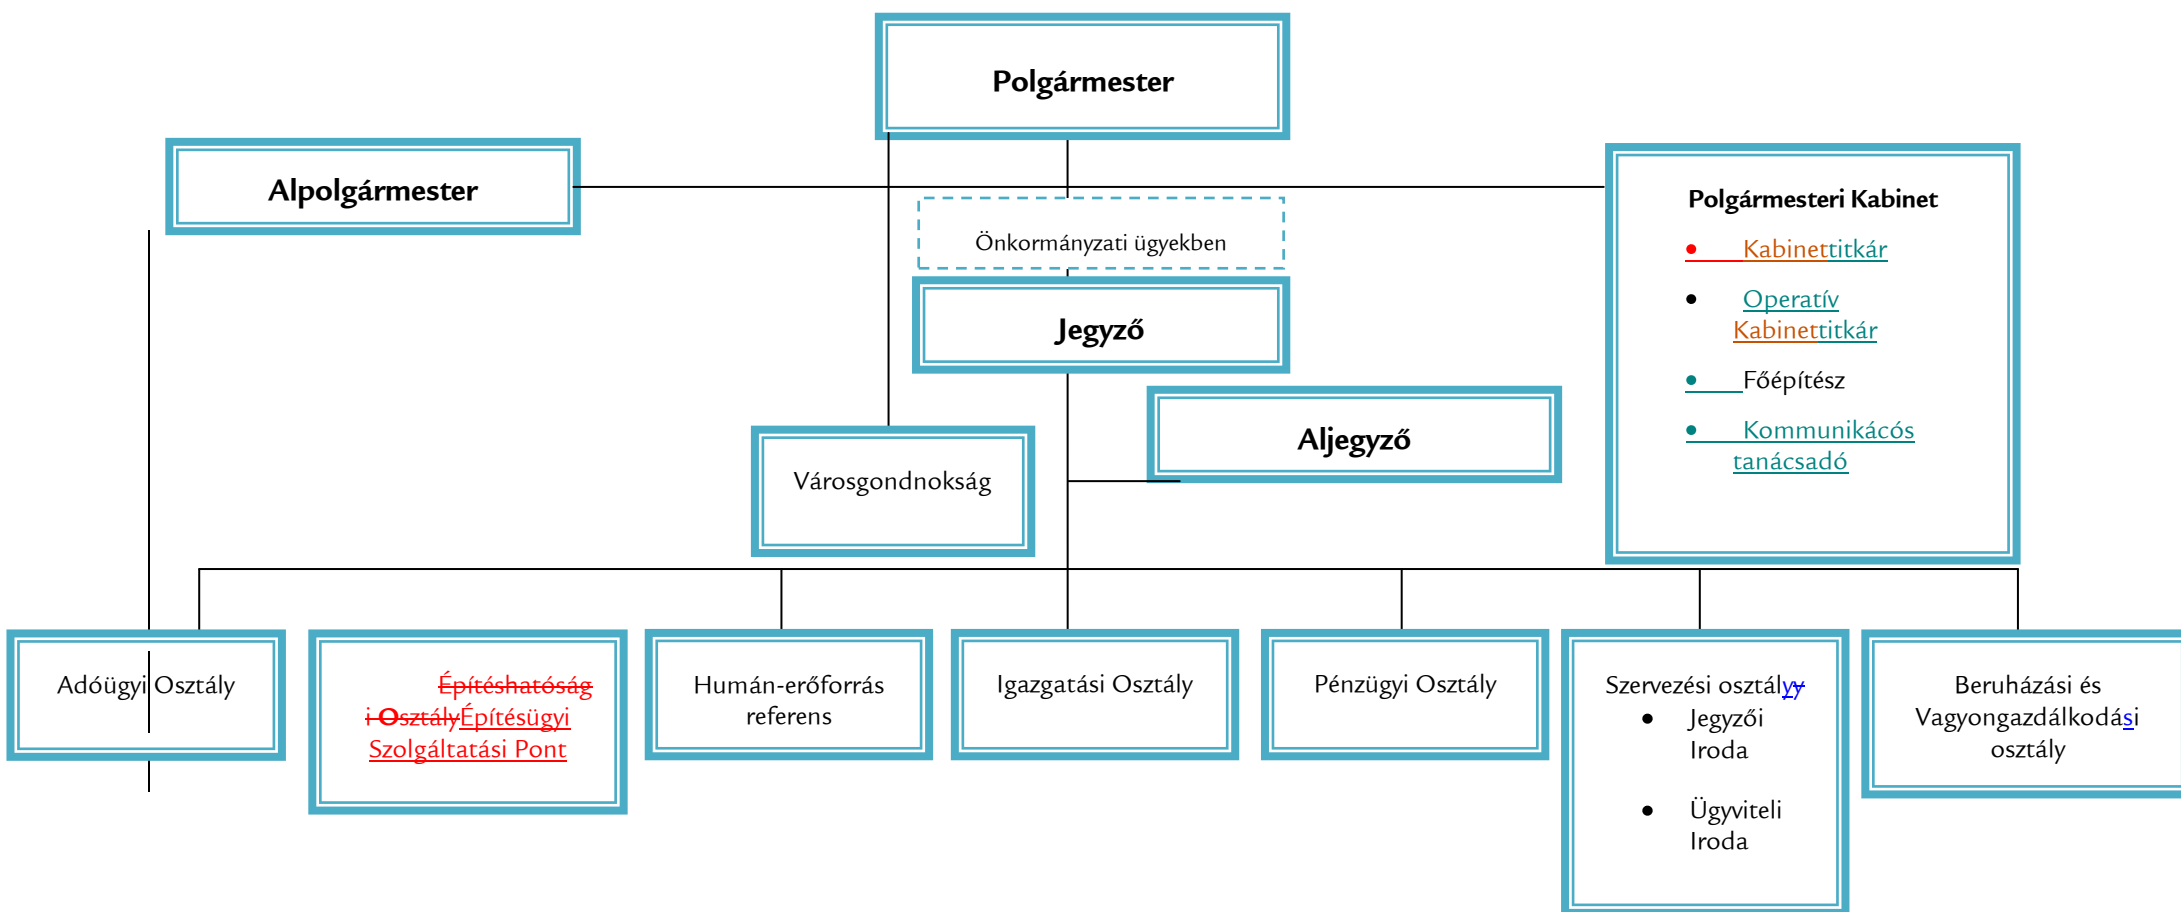 Polgármester
Alpolgármester
Polgármesteri Kabinet
• Kabinettitkár
• Operatív
Kabinettitkár
• Főépítész
• Kommunikácós
tanácsadó
Önkormányzati ügyekben
Jegyző
Aljegyző
Városgondnokság
Adóügyi Osztály
Építéshatóság
i OsztályÉpítésügyi
Szolgáltatási Pont
Humán-erőforrás
referens
Igazgatási Osztály
Pénzügyi Osztály
Szervezési osztályy
• Jegyzői
Iroda
• Ügyviteli
Iroda
Beruházási és
Vagyongazdálkodási
osztály